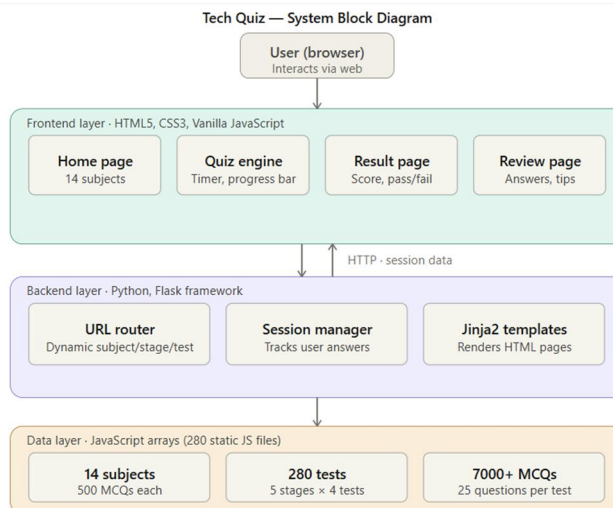 Tech Quiz — System Block Diagram
User (browser)
Interacts via web
Frontend layer · HTML5, CSS3, Vanilla JavaScript
Home page
14 subjects
Quiz engine
Timer, progress bar
Result page
Score, pass/fail
Review page
Answers, tips
HTTP · session data
Backend layer · Python, Flask framework
URL router
Dynamic subject/stage/test
Session manager
Tracks user answers
Jinja2 templates
Renders HTML pages
Data layer · JavaScript arrays (280 static JS files)
14 subjects
500 MCQs each
280 tests
5 stages × 4 tests
7000+ MCQs
25 questions per test